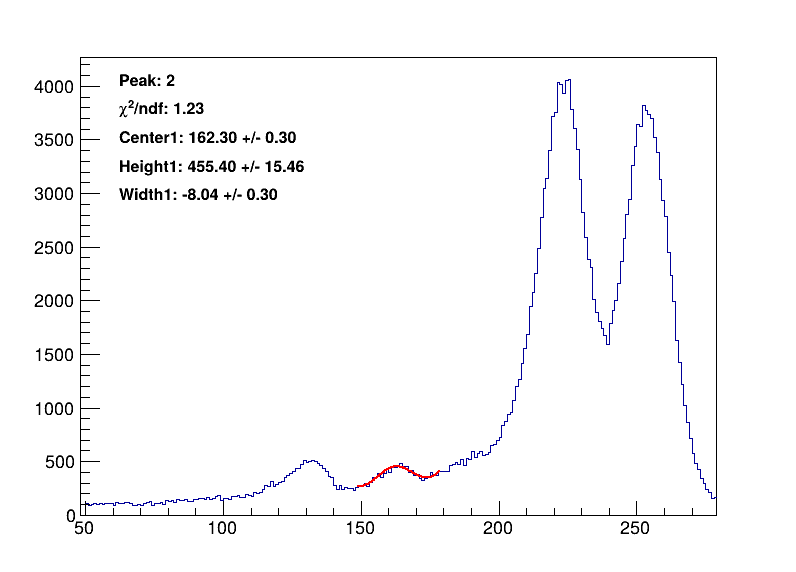 Peak: 2
χ²/ndf: 1.23
Center1: 162.30 +/- 0.30
Height1: 455.40 +/- 15.46
Width1: -8.04 +/- 0.30
4000
3500
3000
2500
2000
1500
1000
500
0
50 100 150 200 250